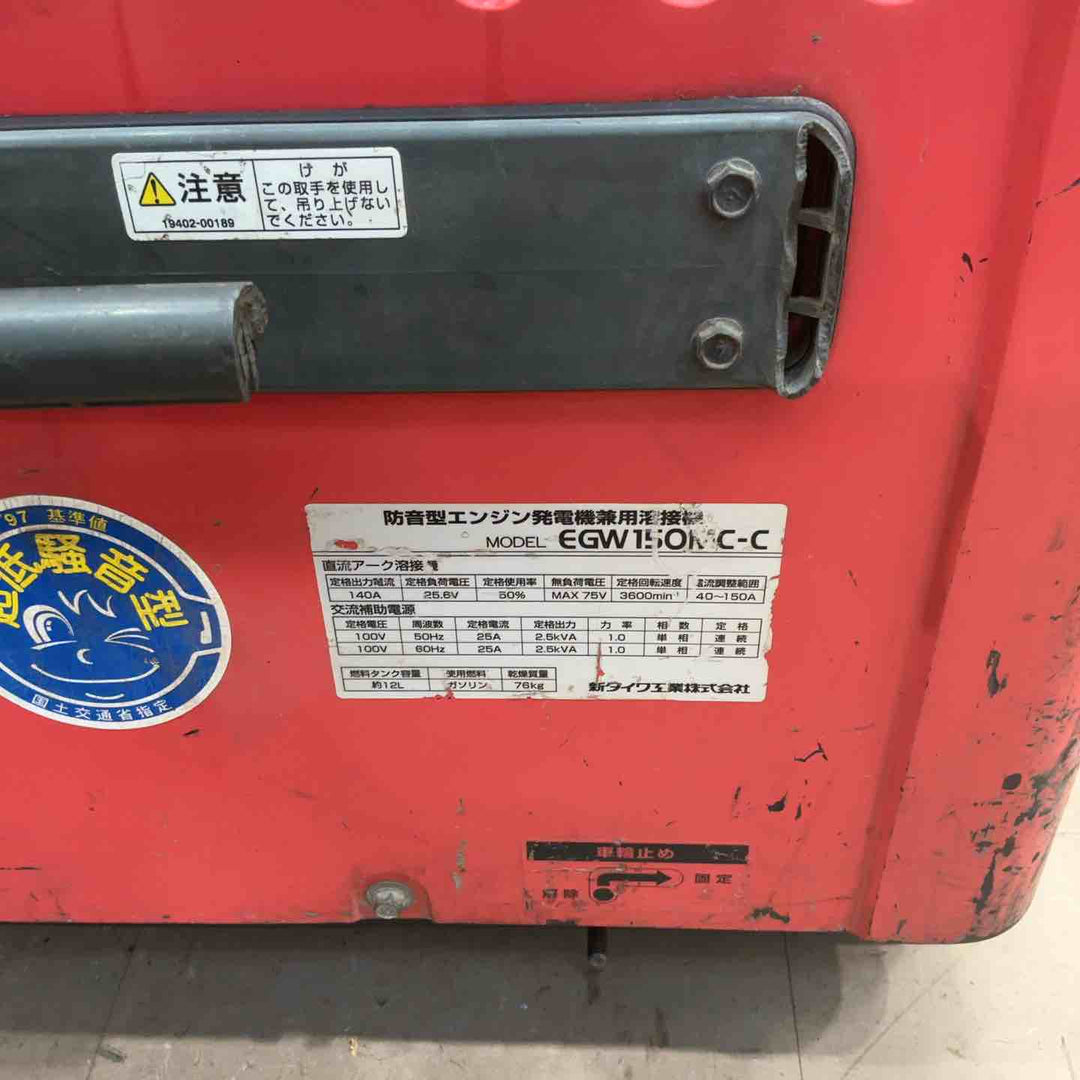 注意
19402-00189
けが
この取手を使用し
て、吊り上げない
でください。
'97 基準値
低騒音型
国土交通省指定
防音型エンジン発電機兼用溶接機
MODEL EGW150MC-C
直流アーク溶接
定格出力電流 定格負荷電圧 定格使用率 無負荷電圧 定格回転速度 電流調整範囲
140A 25.6V 50% MAX 75V 3600min⁻¹ 40～150A
交流補助電源
定格電圧 周波数 定格電流 定格出力 力率 相数 定格
100V 50Hz 25A 2.5kVA 1.0 単相 連続
100V 60Hz 25A 2.5kVA 1.0 単相 連続
燃料タンク容量 使用燃料 乾燥質量
約12L ガソリン 76kg
新ダイワ工業株式会社
車輪止め
固定
解除